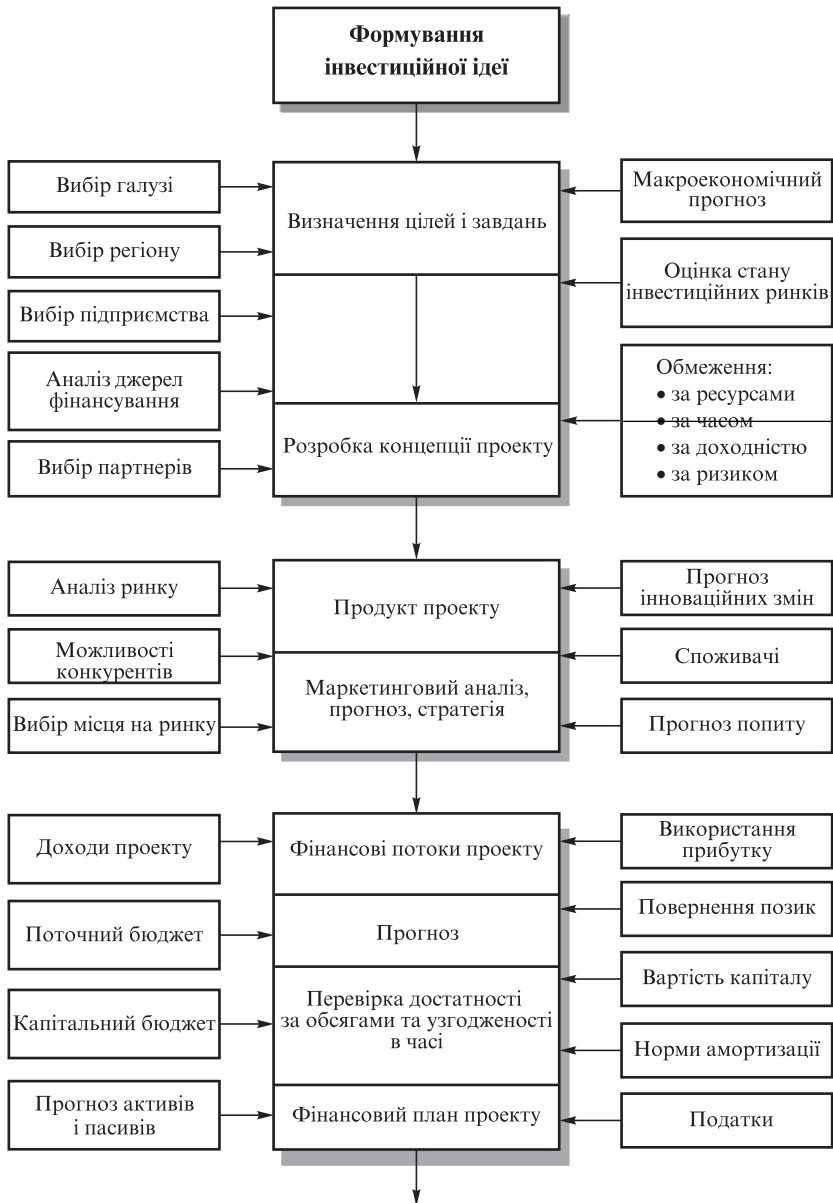 Формування
інвестиційної ідеї
Вибір галузі
Вибір регіону
Вибір підприємства
Аналіз джерел
фінансування
Вибір партнерів
Визначення цілей і завдань
Розробка концепції проекту
Макроекономічний
прогноз
Оцінка стану
інвестиційних ринків
Обмеження:
• за ресурсами
• за часом
• за доходністю
• за ризиком
Аналіз ринку
Можливості
конкурентів
Вибір місця на ринку
Продукт проекту
Маркетинговий аналіз,
прогноз, стратегія
Прогноз
інноваційних змін
Споживачі
Прогноз попиту
Доходи проекту
Поточний бюджет
Капітальний бюджет
Прогноз активів
і пасивів
Фінансові потоки проекту
Прогноз
Перевірка достатності
за обсягами та узгодженості
в часі
Фінансовий план проекту
Використання
прибутку
Повернення позик
Вартість капіталу
Норми амортизації
Податки